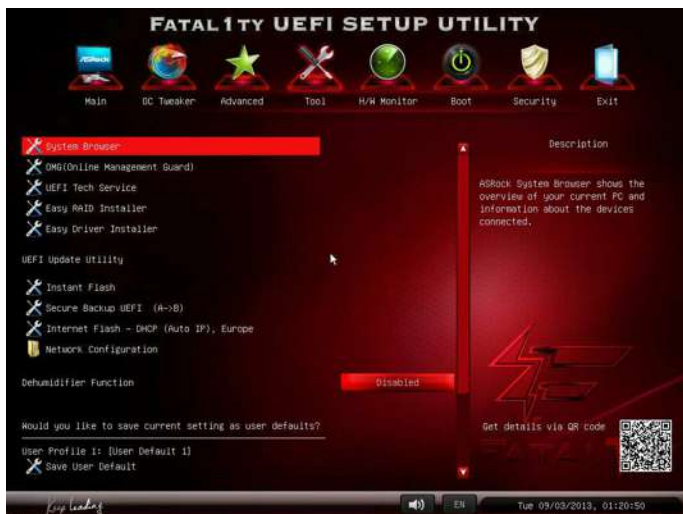 FATAL1TY UEFI SETUP UTILITY
ASRock
Main OC Tweaker Advanced Tool H/W Monitor Boot Security Exit
System Browser
OMG(Online Management Guard)
UEFI Tech Service
Easy RAID Installer
Easy Driver Installer
UEFI Update Utility
Instant Flash
Secure Backup UEFI (A->B)
Internet Flash - DHCP (Auto IP), Europe
Network Configuration
Dehumidifier Function Disabled
Would you like to save current setting as user defaults?
User Profile 1: [User Default 1]
Save User Default
Description
ASRock System Browser shows the
overview of your current PC and
information about the devices
connected.
Get details via QR code
FATAL1TY
Keep Leading
EN
Tue 09/03/2013, 01:20:50